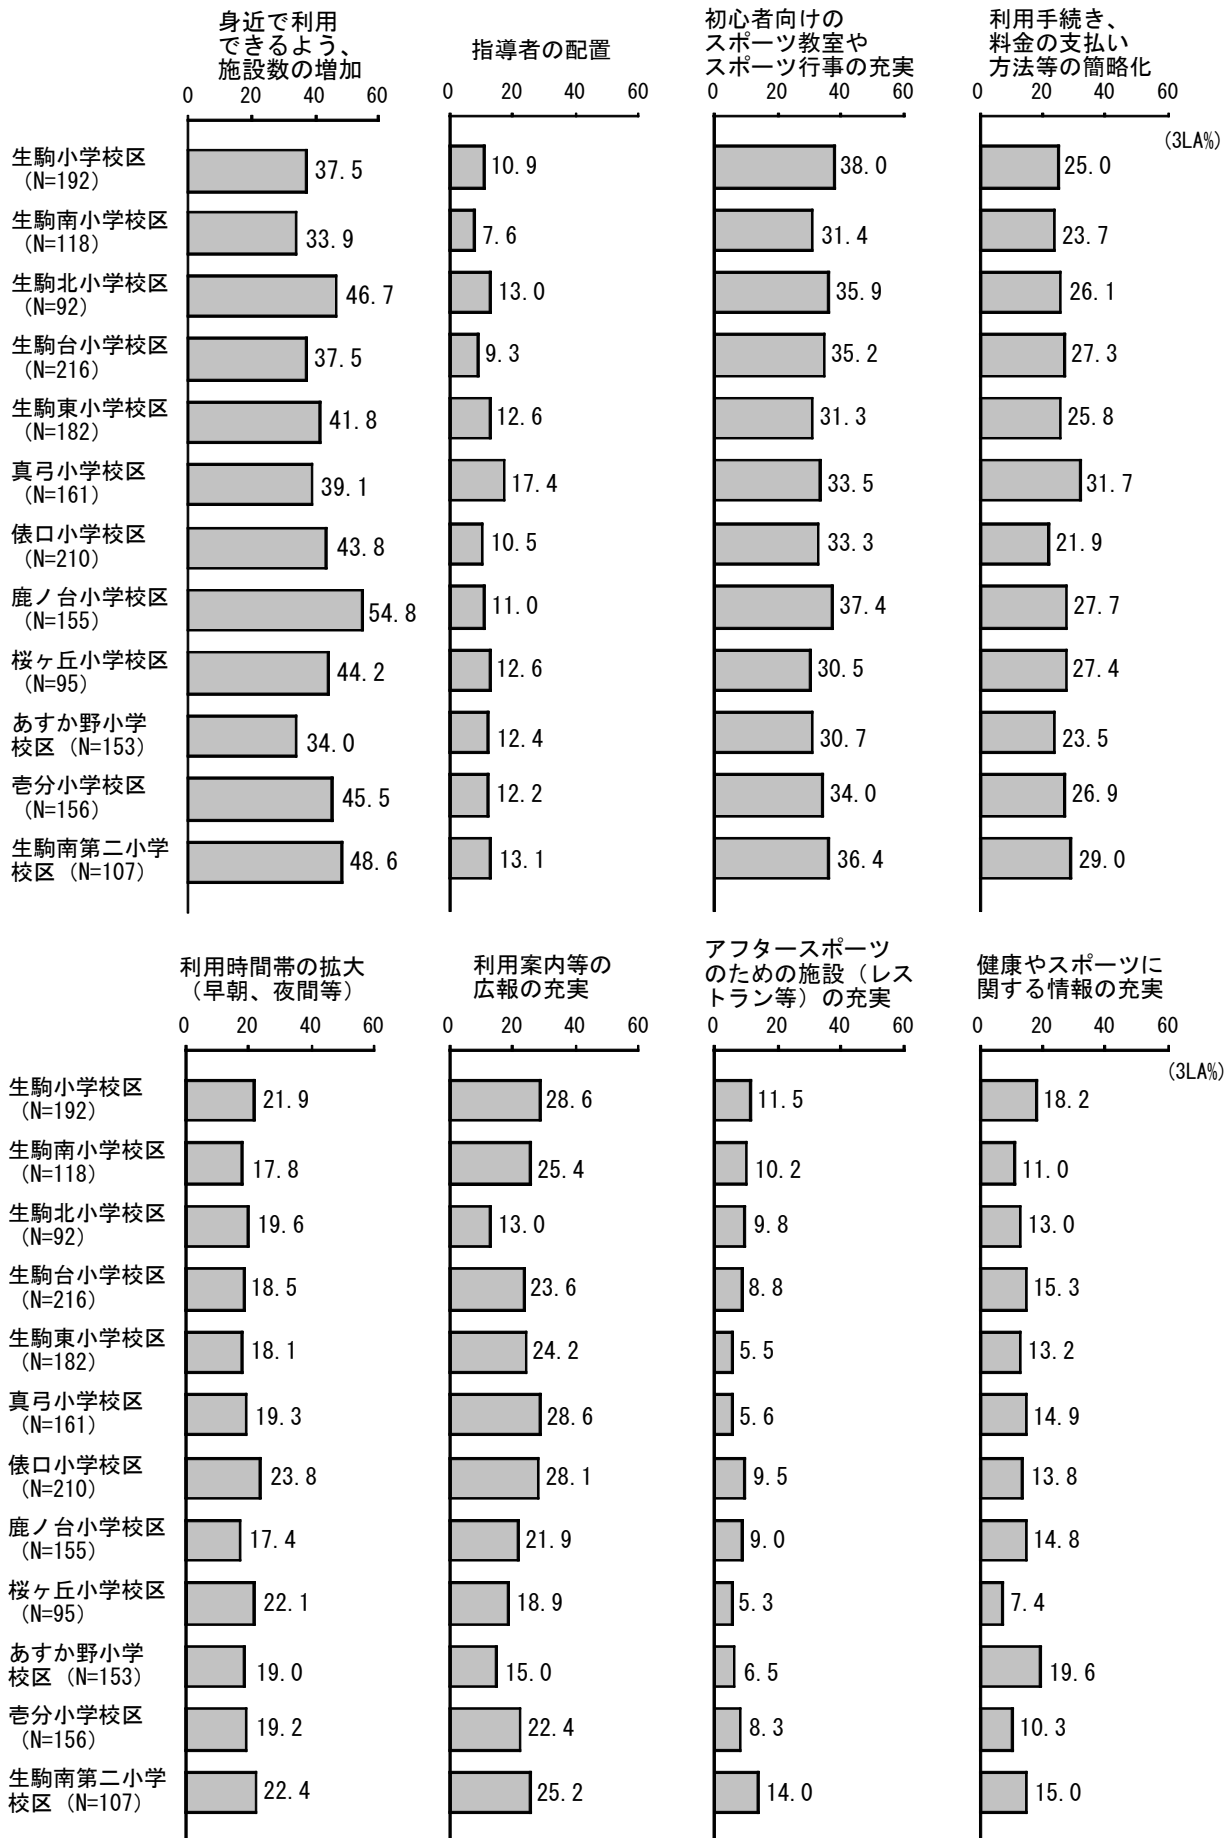 身近で利用
できるよう、
施設数の増加
指導者の配置
初心者向けの
スポーツ教室や
スポーツ行事の充実
利用手続き、
料金の支払い
方法等の簡略化
0 20 40 60 0 20 40 60 0 20 40 60 0 20 40 60
(3LA%)
生駒小学校区
(N=192) 37.5 10.9 38.0 25.0
生駒南小学校区
(N=118) 33.9 7.6 31.4 23.7
生駒北小学校区
(N=92) 46.7 13.0 35.9 26.1
生駒台小学校区
(N=216) 37.5 9.3 35.2 27.3
生駒東小学校区
(N=182) 41.8 12.6 31.3 25.8
真弓小学校区
(N=161) 39.1 17.4 33.5 31.7
俵口小学校区
(N=210) 43.8 10.5 33.3 21.9
鹿ノ台小学校区
(N=155) 54.8 11.0 37.4 27.7
桜ヶ丘小学校区
(N=95) 44.2 12.6 30.5 27.4
あすか野小学
校区 (N=153) 34.0 12.4 30.7 23.5
壱分小学校区
(N=156) 45.5 12.2 34.0 26.9
生駒南第二小学
校区 (N=107) 48.6 13.1 36.4 29.0
利用時間帯の拡大
(早朝、夜間等)
利用案内等の
広報の充実
アフタースポーツ
のための施設(レス
トラン等)の充実
健康やスポーツに
関する情報の充実
0 20 40 60 0 20 40 60 0 20 40 60 0 20 40 60
(3LA%)
生駒小学校区
(N=192) 21.9 28.6 11.5 18.2
生駒南小学校区
(N=118) 17.8 25.4 10.2 11.0
生駒北小学校区
(N=92) 19.6 13.0 9.8 13.0
生駒台小学校区
(N=216) 18.5 23.6 8.8 15.3
生駒東小学校区
(N=182) 18.1 24.2 5.5 13.2
真弓小学校区
(N=161) 19.3 28.6 5.6 14.9
俵口小学校区
(N=210) 23.8 28.1 9.5 13.8
鹿ノ台小学校区
(N=155) 17.4 21.9 9.0 14.8
桜ヶ丘小学校区
(N=95) 22.1 18.9 5.3 7.4
あすか野小学
校区 (N=153) 19.0 15.0 6.5 19.6
壱分小学校区
(N=156) 19.2 22.4 8.3 10.3
生駒南第二小学
校区 (N=107) 22.4 25.2 14.0 15.0